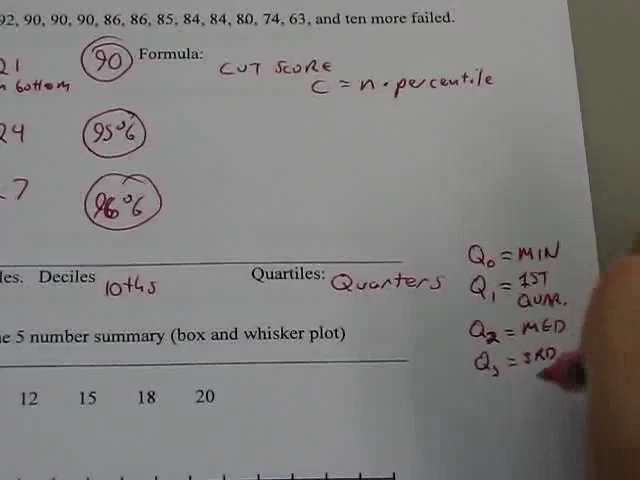 92, 90, 90, 90, 86, 86, 85, 84, 84, 80, 74, 63, and ten more failed.
21 90 Formula: CUT SCORE
bottom C = n · percentile
24 95%
7 96%
les. Deciles 10ths Quartiles: Quarters
e 5 number summary (box and whisker plot)
12 15 18 20
Q0 = MIN
Q1 = 1ST
QUAR.
Q2 = MED
Q3 = 3RD